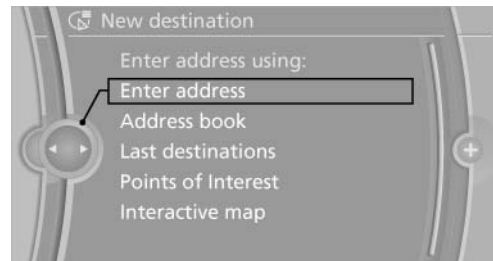 New destination
Enter address using:
Enter address
Address book
Last destinations
Points of Interest
Interactive map